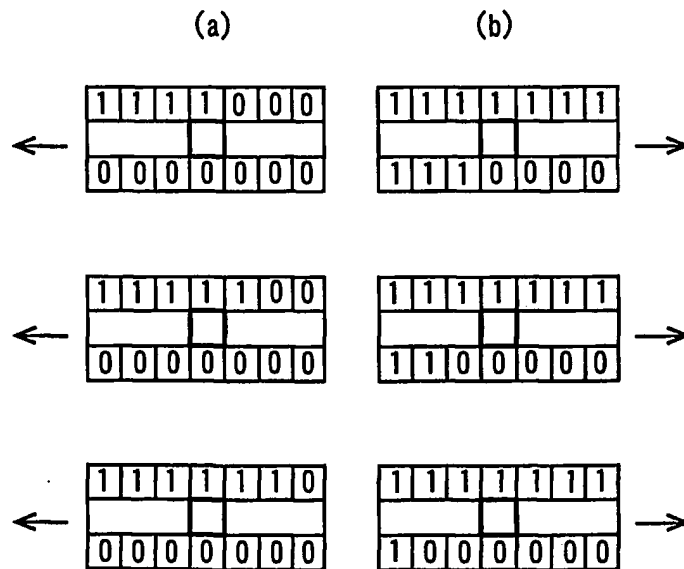 (a) (b)
1 1 1 1 0 0 0 1 1 1 1 1 1 1
0 0 0 0 0 0 0 1 1 1 0 0 0 0
1 1 1 1 1 0 0 1 1 1 1 1 1 1
0 0 0 0 0 0 0 1 1 0 0 0 0 0
1 1 1 1 1 1 0 1 1 1 1 1 1 1
0 0 0 0 0 0 0 1 0 0 0 0 0 0